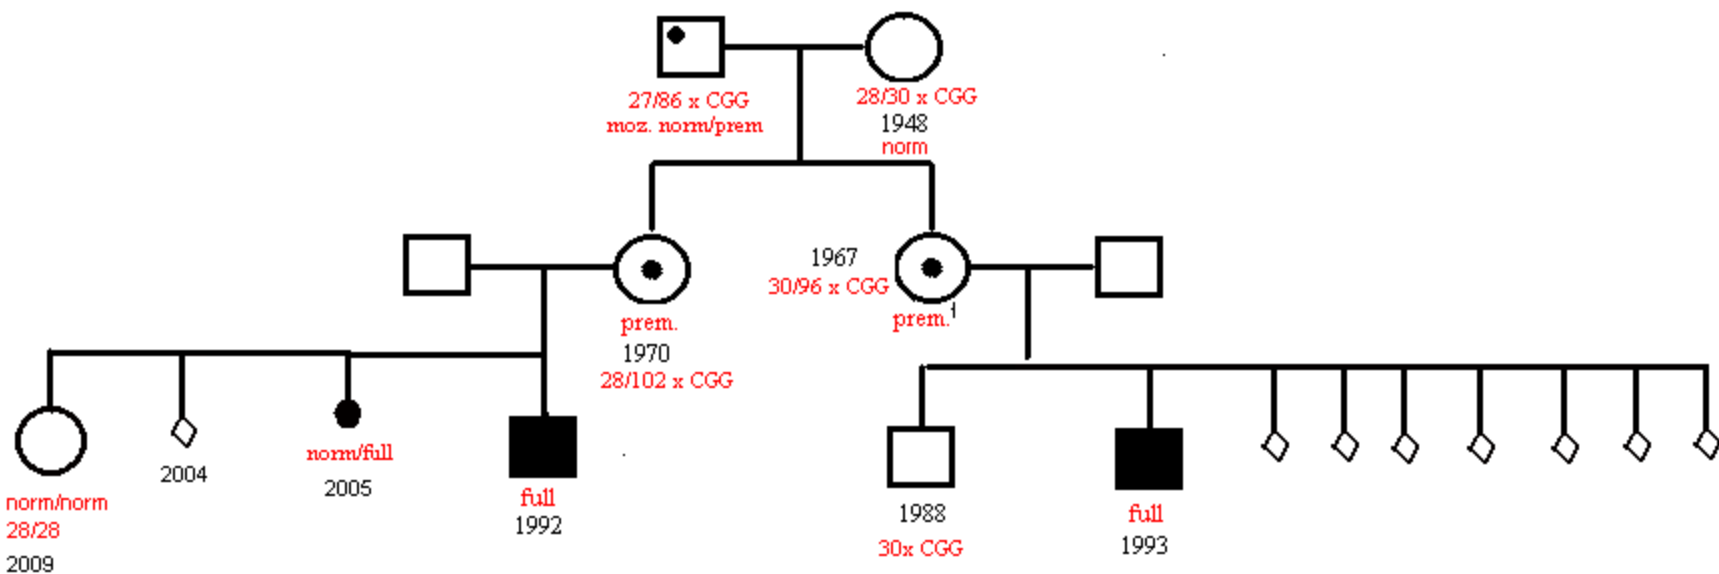 27/86 x CGG
moz. norm/prem
28/30 x CGG
1948
norm
1967
30/96 x CGG
prem.1
prem.
1970
28/102 x CGG
norm/norm
28/28
2009
2004
norm/full
2005
full
1992
1988
30x CGG
full
1993